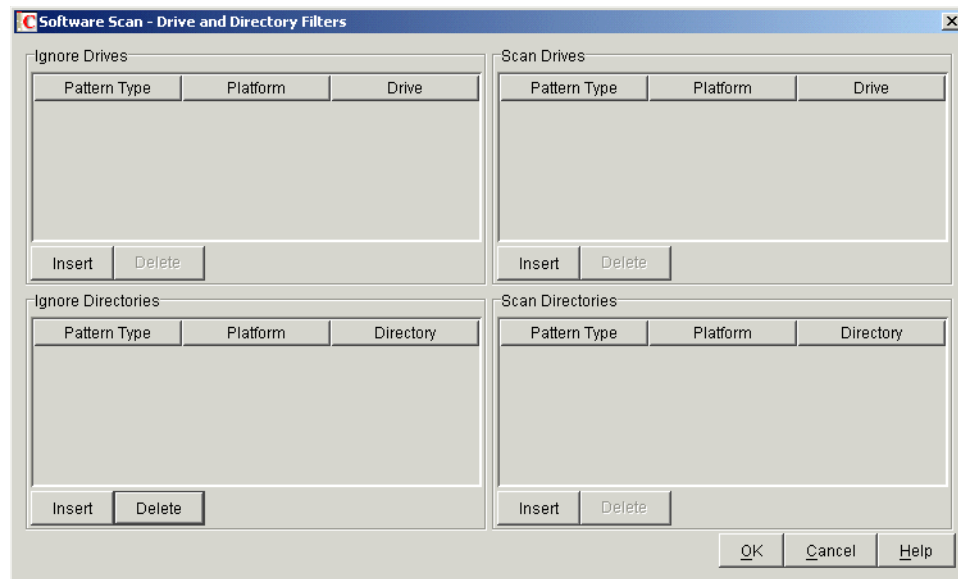 Software Scan - Drive and Directory Filters
Ignore Drives
Pattern Type Platform Drive
Insert Delete
Scan Drives
Pattern Type Platform Drive
Insert Delete
Ignore Directories
Pattern Type Platform Directory
Insert Delete
Scan Directories
Pattern Type Platform Directory
Insert Delete
OK Cancel Help